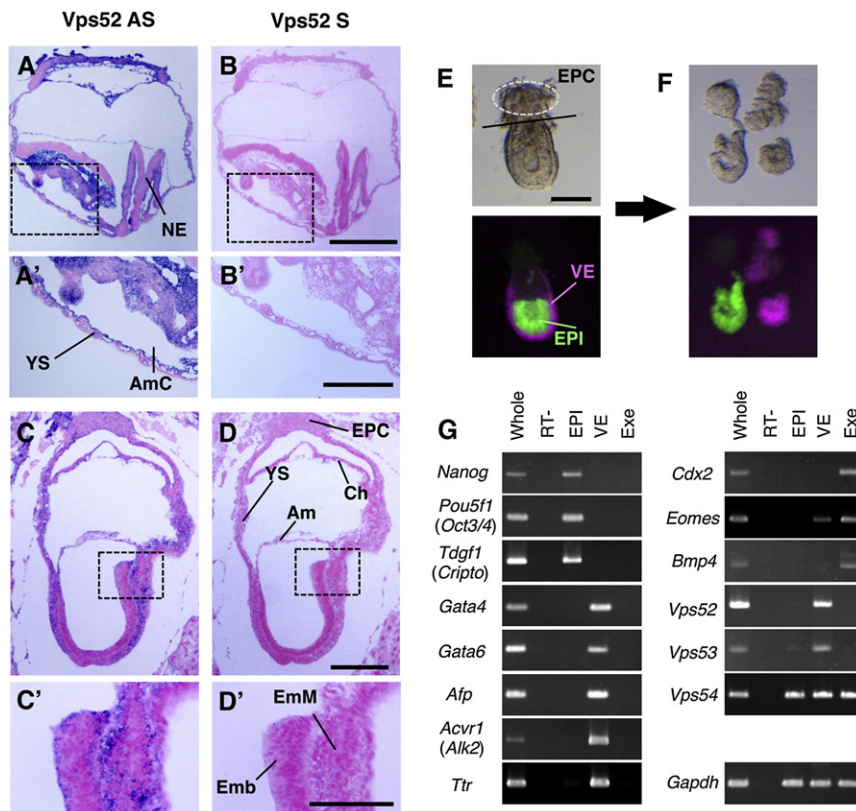 Vps52 AS
Vps52 S
A
NE
B
A'
YS
AmC
B'
C
D
EPC
YS
Ch
Am
C'
D'
EmM
Emb
E
EPC
VE
EPI
F
G
Whole
RT-
EPI
VE
Exe
Nanog
Pou5f1
(Oct3/4)
Tdgf1
(Cripto)
Gata4
Gata6
Afp
Acvr1
(Alk2)
Ttr
Whole
RT-
EPI
VE
Exe
Cdx2
Eomes
Bmp4
Vps52
Vps53
Vps54
Gapdh